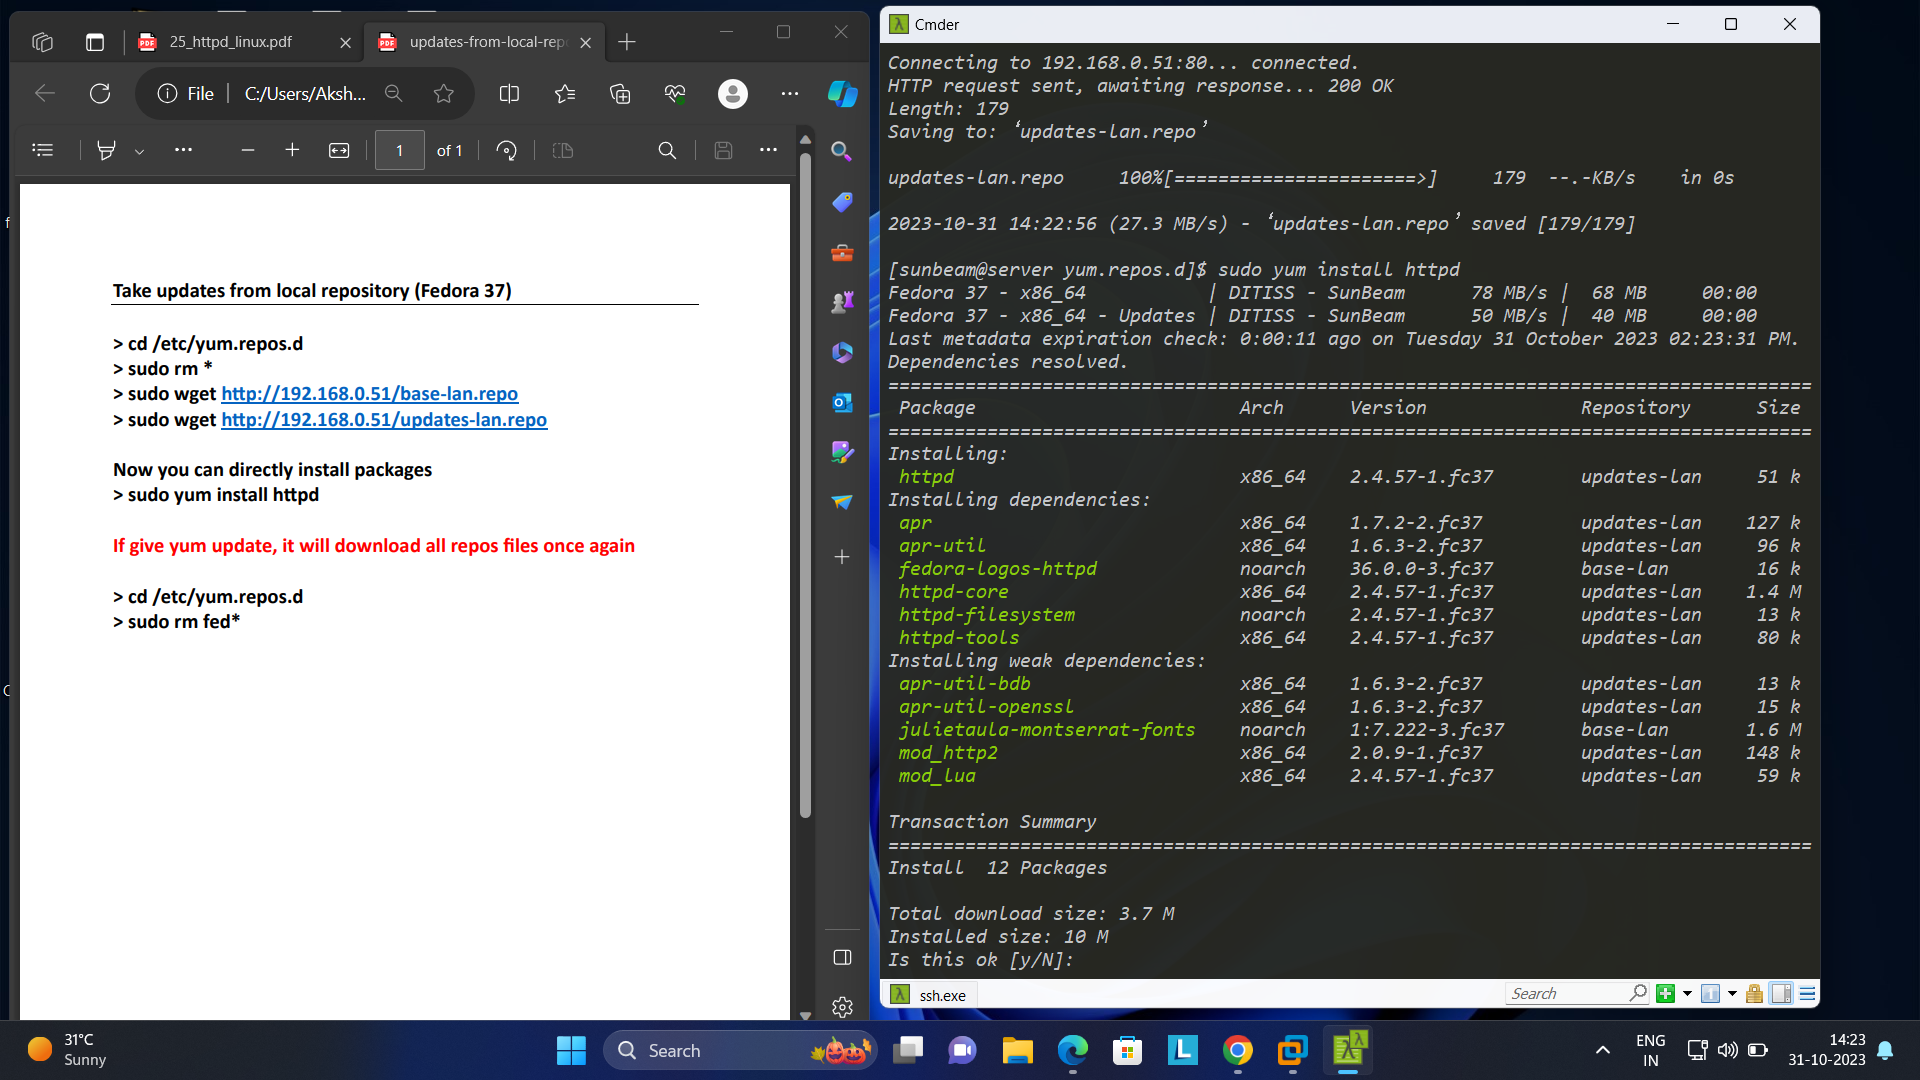 25_httpd_linux.pdf
updates-from-local-rep
File
C:/Users/Aksh...
1
of 1
Take updates from local repository (Fedora 37)
> cd /etc/yum.repos.d
> sudo rm *
> sudo wget http://192.168.0.51/base-lan.repo
> sudo wget http://192.168.0.51/updates-lan.repo
Now you can directly install packages
> sudo yum install httpd
If give yum update, it will download all repos files once again
> cd /etc/yum.repos.d
> sudo rm fed*
Cmder
Connecting to 192.168.0.51:80... connected.
HTTP request sent, awaiting response... 200 OK
Length: 179
Saving to: ‘updates-lan.repo’
updates-lan.repo 100%[======================>] 179 --.-KB/s in 0s
2023-10-31 14:22:56 (27.3 MB/s) - ‘updates-lan.repo’ saved [179/179]
[sunbeam@server yum.repos.d]$ sudo yum install httpd
Fedora 37 - x86_64 | DITISS - SunBeam 78 MB/s | 68 MB 00:00
Fedora 37 - x86_64 - Updates | DITISS - SunBeam 50 MB/s | 40 MB 00:00
Last metadata expiration check: 0:00:11 ago on Tuesday 31 October 2023 02:23:31 PM.
Dependencies resolved.
====================================================================================
Package Arch Version Repository Size
====================================================================================
Installing:
httpd x86_64 2.4.57-1.fc37 updates-lan 51 k
Installing dependencies:
apr x86_64 1.7.2-2.fc37 updates-lan 127 k
apr-util x86_64 1.6.3-2.fc37 updates-lan 96 k
fedora-logos-httpd noarch 36.0.0-3.fc37 base-lan 16 k
httpd-core x86_64 2.4.57-1.fc37 updates-lan 1.4 M
httpd-filesystem noarch 2.4.57-1.fc37 updates-lan 13 k
httpd-tools x86_64 2.4.57-1.fc37 updates-lan 80 k
Installing weak dependencies:
apr-util-bdb x86_64 1.6.3-2.fc37 updates-lan 13 k
apr-util-openssl x86_64 1.6.3-2.fc37 updates-lan 15 k
julietaula-montserrat-fonts noarch 1:7.222-3.fc37 base-lan 1.6 M
mod_http2 x86_64 2.0.9-1.fc37 updates-lan 148 k
mod_lua x86_64 2.4.57-1.fc37 updates-lan 59 k
Transaction Summary
====================================================================================
Install 12 Packages
Total download size: 3.7 M
Installed size: 10 M
Is this ok [y/N]:
ssh.exe
Search
31°C
Sunny
Search
ENG
IN
14:23
31-10-2023